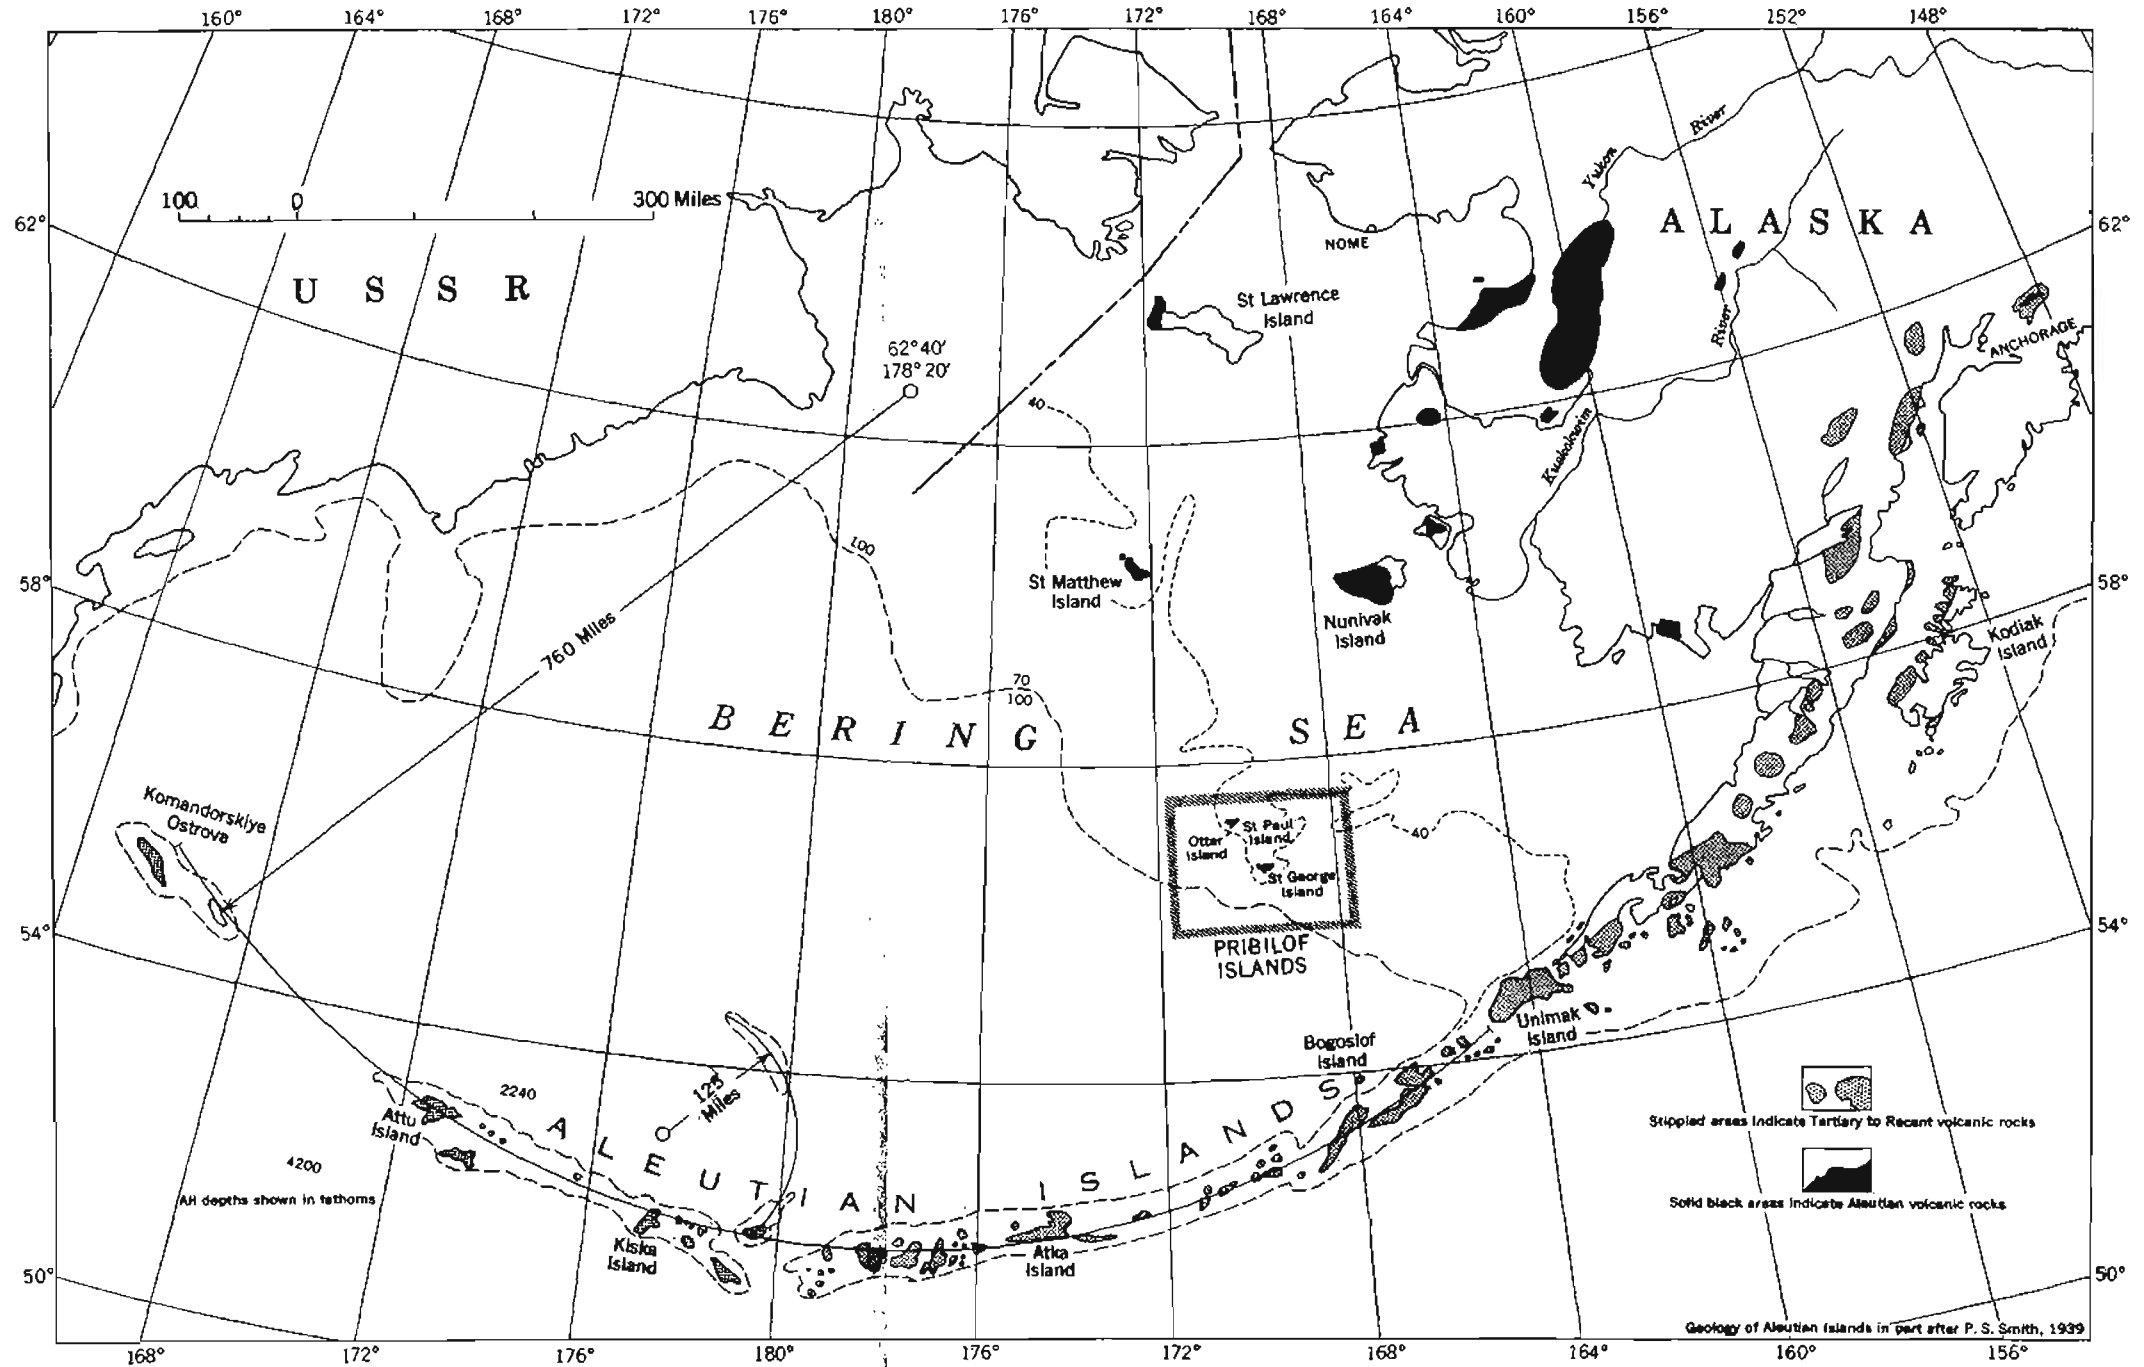 160° 164° 168° 172° 176° 180° 176° 172° 168° 164° 160° 156° 152° 148°
River
Yukon
100 0 300 Miles
62°
A L A S K A
62°
NOME
U S S R
St Lawrence
Island
River
ANCHORAGE
62°40'
178°20'
40
Kuskokwim
100
58°
St Matthew
Island
58°
Nunivak
Island
Kodiak
Island
760 Miles
70
100
B E R I N G S E A
Komandorskiye
Ostrova
St Paul
Island
Otter
Island
40
St George
Island
54°
54°
PRIBILOF
ISLANDS
Unimak
Island
Bogoslof
Island
2240
125
Miles
Attu
Island
A L E U T I A N I S L A N D S
Stippled areas indicate Tertiary to Recent volcanic rocks
4200
All depths shown in fathoms
Solid black areas indicate Aleutian volcanic rocks
Kiska
Island
Atka
Island
50°
50°
Geology of Aleutian Islands in part after P. S. Smith, 1939
168° 172° 176° 180° 176° 172° 168° 164° 160° 156°